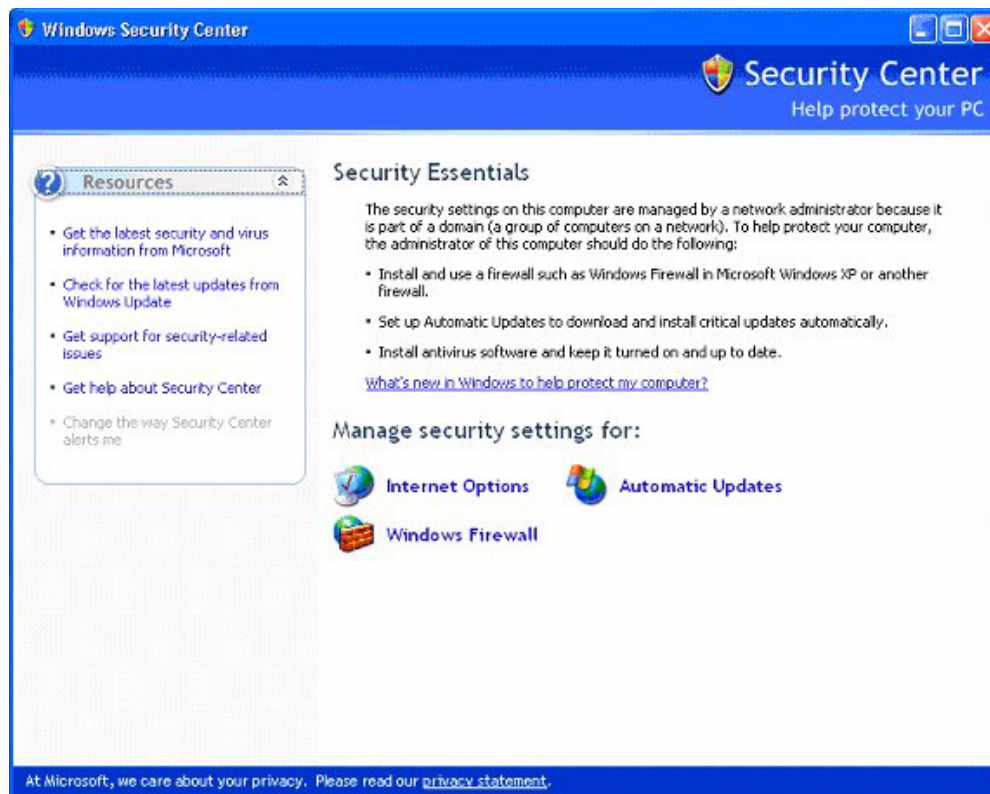 Windows Security Center
Security Center
Help protect your PC
Resources
• Get the latest security and virus
information from Microsoft
• Check for the latest updates from
Windows Update
• Get support for security-related
issues
• Get help about Security Center
• Change the way Security Center
alerts me
Security Essentials
The security settings on this computer are managed by a network administrator because it
is part of a domain (a group of computers on a network). To help protect your computer,
the administrator of this computer should do the following:
• Install and use a firewall such as Windows Firewall in Microsoft Windows XP or another
firewall.
• Set up Automatic Updates to download and install critical updates automatically.
• Install antivirus software and keep it turned on and up to date.
What's new in Windows to help protect my computer?
Manage security settings for:
Internet Options
Automatic Updates
Windows Firewall
At Microsoft, we care about your privacy. Please read our privacy statement.